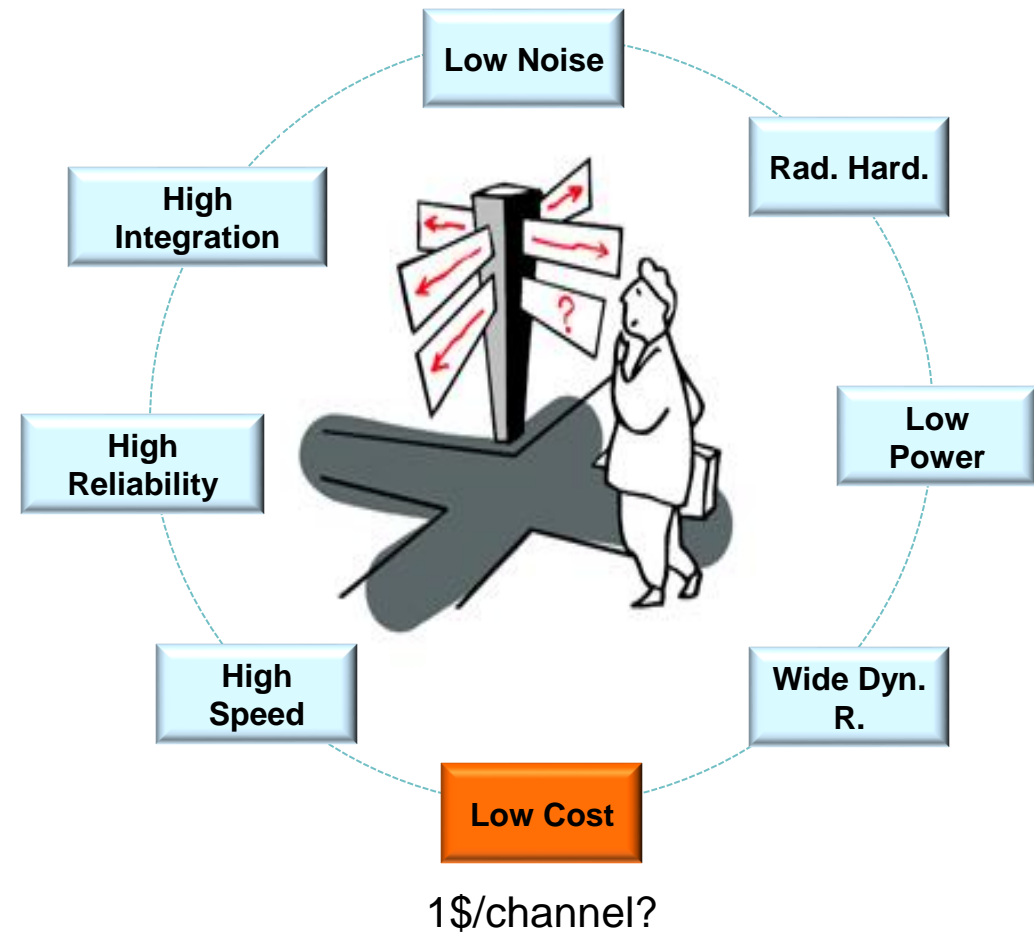 Low Noise
Rad. Hard.
High
Integration
?
Low
Power
High
Reliability
High
Speed
Wide Dyn.
R.
Low Cost
1$/channel?